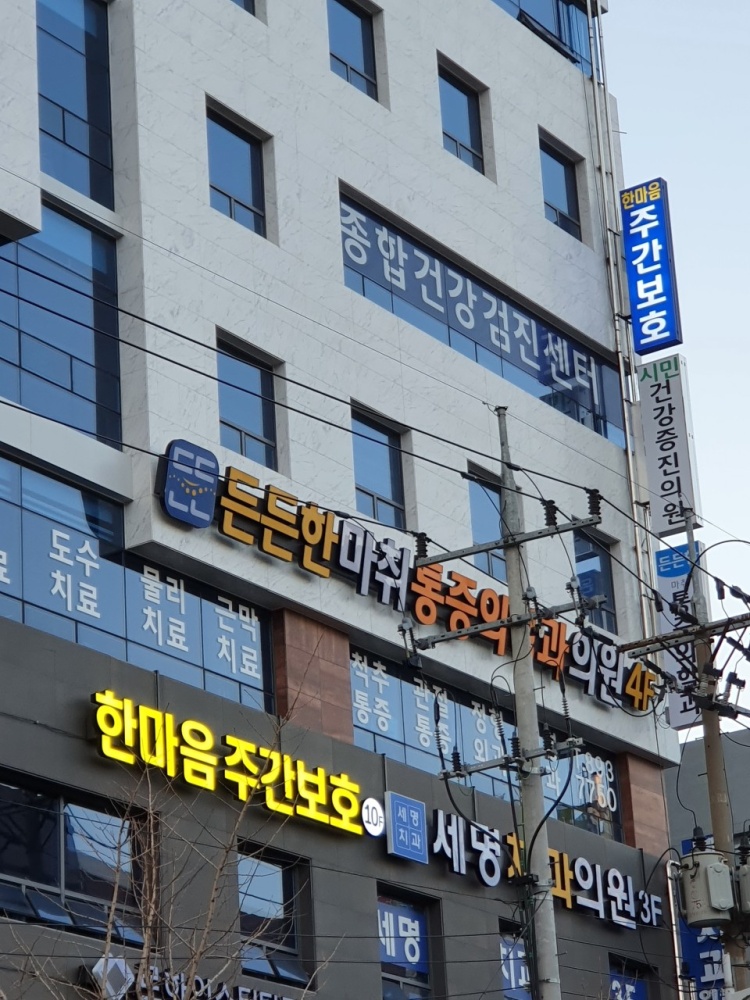 한마음
주간보호
종합건강검진센터
시민
건강증진의원
든든
든든한마취통증의학과의원 4F
도수
치료
물리
치료
근막
치료
척추
통증
관절
통증
한마음 주간보호 10F
세명
치과
세명치과의원 3F
세명